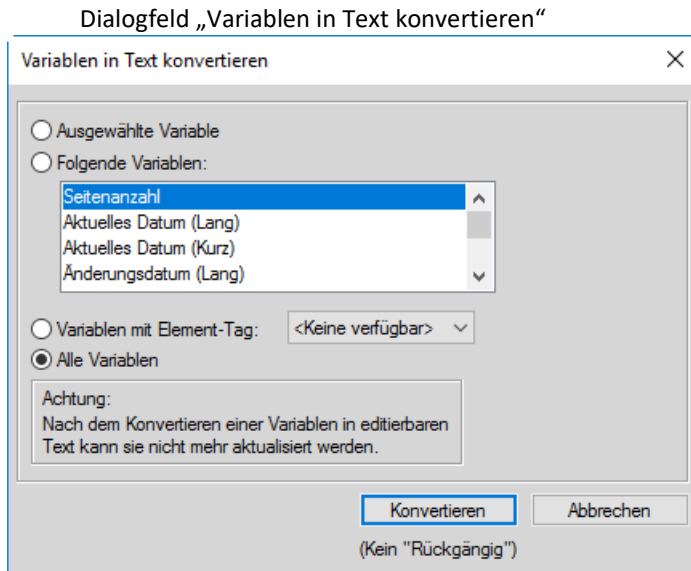 Dialogfeld „Variablen in Text konvertieren“
Variablen in Text konvertieren
Ausgewählte Variable
Folgende Variablen:
Seitenanzahl
Aktuelles Datum (Lang)
Aktuelles Datum (Kurz)
Änderungsdatum (Lang)
Variablen mit Element-Tag: <Keine verfügbar>
Alle Variablen
Achtung:
Nach dem Konvertieren einer Variablen in editierbaren
Text kann sie nicht mehr aktualisiert werden.
Konvertieren Abbrechen
(Kein "Rückgängig")